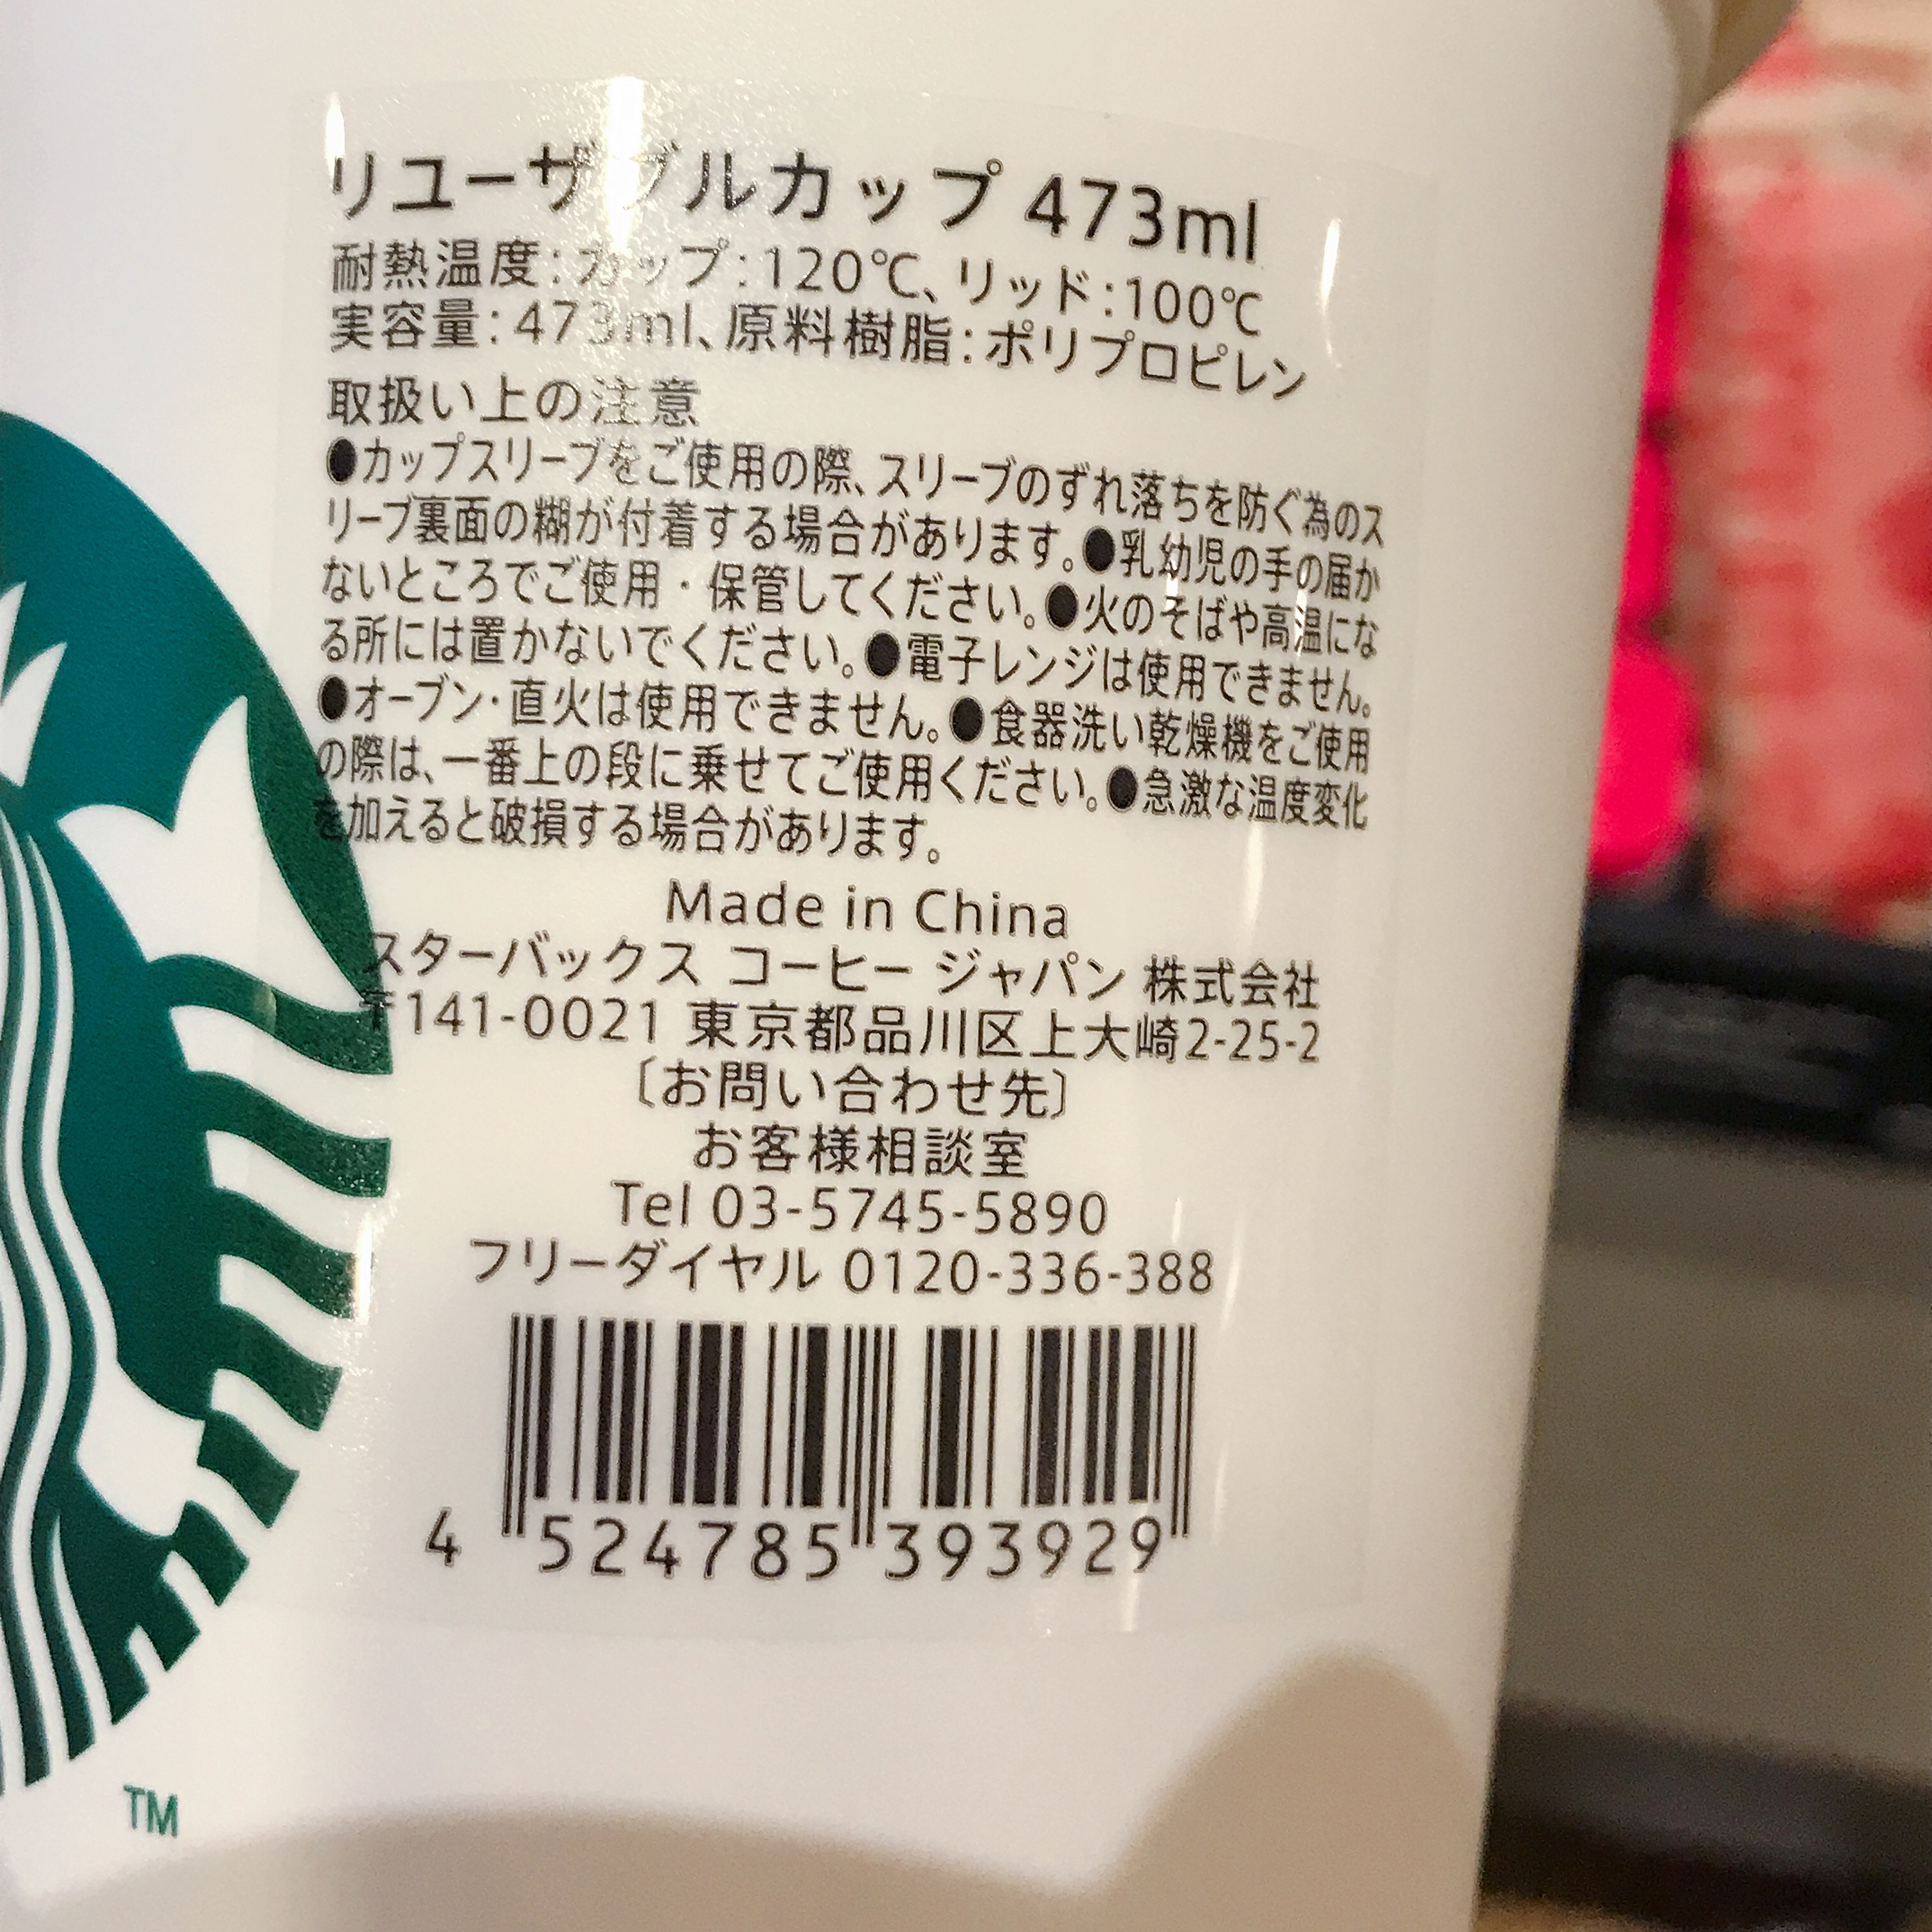 リユーザブルカップ 473ml
耐熱温度:カップ:120℃、リッド:100℃
実容量:473ml、原料樹脂:ポリプロピレン
取扱い上の注意
●カップスリーブをご使用の際、スリーブのずれ落ちを防ぐ為のス
リーブ裏面の糊が付着する場合があります。●乳幼児の手の届か
ないところでご使用・保管してください。●火のそばや高温にな
る所には置かないでください。●電子レンジは使用できません。
●オーブン・直火は使用できません。●食器洗い乾燥機をご使用
の際は、一番上の段に乗せてご使用ください。●急激な温度変化
を加えると破損する場合があります。
Made in China
スターバックス コーヒー ジャパン 株式会社
〒141-0021 東京都品川区上大崎2-25-2
〔お問い合わせ先〕
お客様相談室
Tel 03-5745-5890
フリーダイヤル 0120-336-388
4 524785 393929
TM